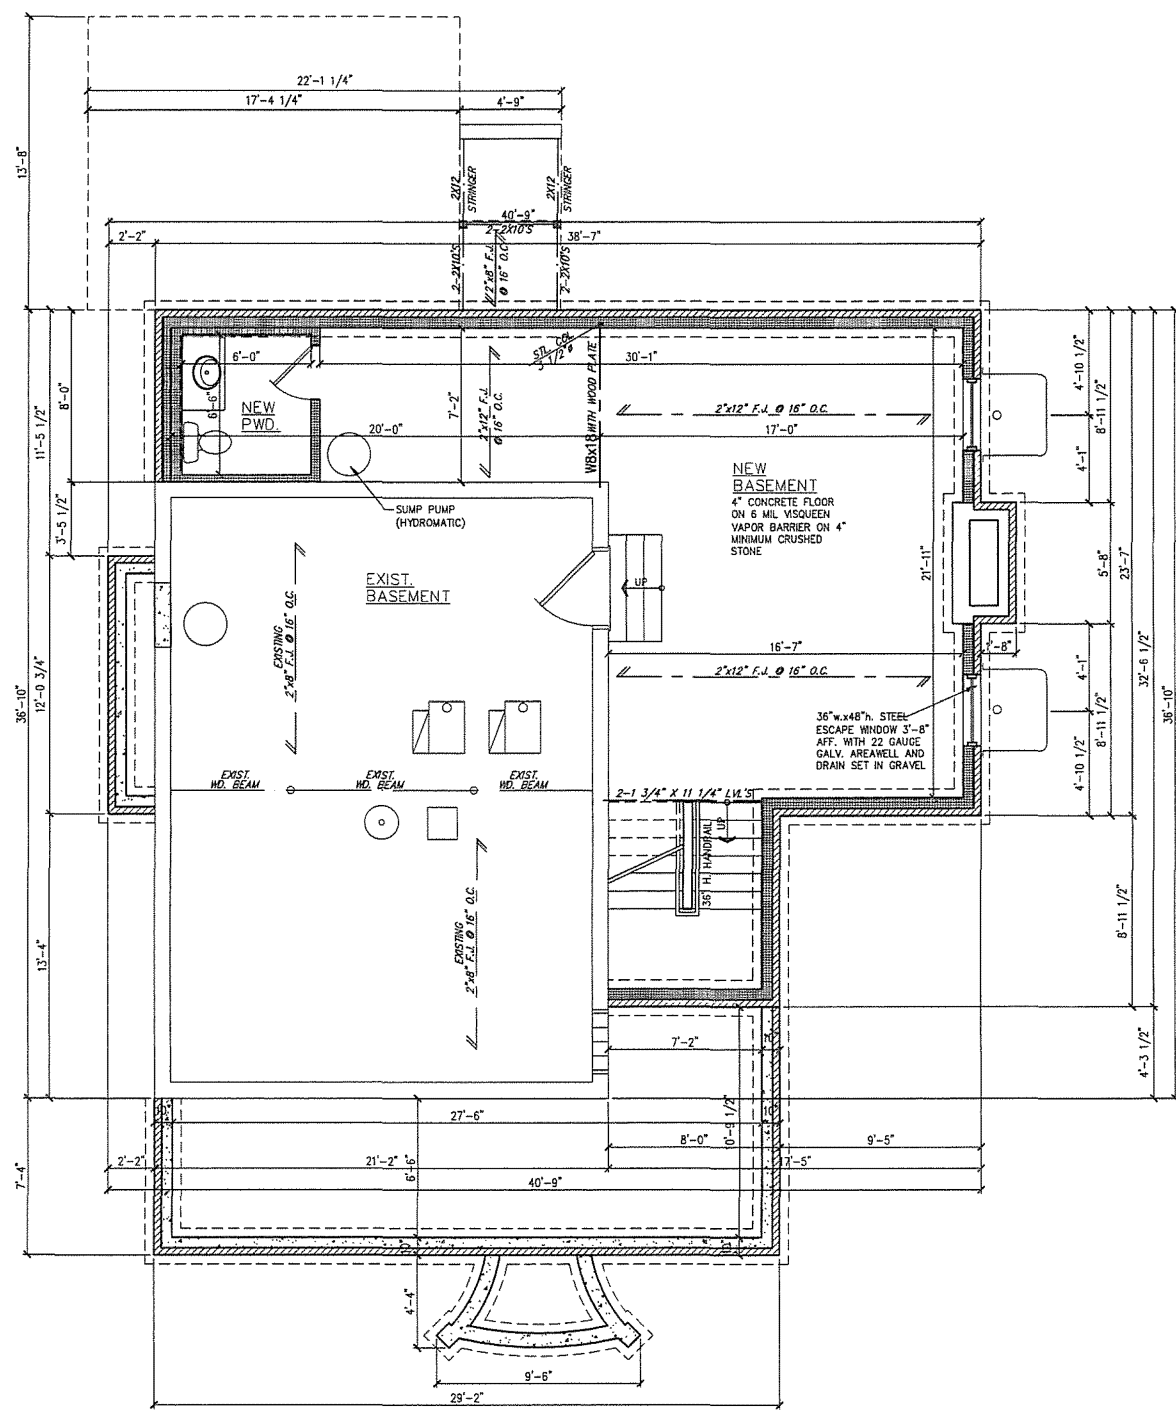 22'-1 1/4"
17'-4 1/4"
4'-9"
13'-8"
2X12
STRINGER
2X12
STRINGER
40'-9"
2-2X10'S
2'-2"
38'-7"
2-2X10'S
2"x8" F.J.
@ 16" O.C.
2-2X10'S
STL. COL.
3 1/2" ø
6'-0"
30'-1"
4'-10 1/2"
8'-0"
11'-5 1/2"
NEW
PWD.
6'-6"
7'-2"
2"x12" F.J.
@ 16" O.C.
W8x18 WITH WOOD PLATE
2"x12" F.J. @ 16" O.C.
8'-11 1/2"
20'-0"
17'-0"
4'-1"
NEW
BASEMENT
4" CONCRETE FLOOR
ON 6 MIL VISQUEEN
VAPOR BARRIER ON 4"
MINIMUM CRUSHED
STONE
SUMP PUMP
(HYDROMATIC)
3'-5 1/2"
EXIST.
BASEMENT
UP
21'-11"
5'-8"
23'-7"
EXISTING
2"x8" F.J. @ 16" O.C.
16'-7"
2"x12" F.J. @ 16" O.C.
4'-1"
32'-6 1/2"
36'-10"
36'-10"
12'-0 3/4"
36"w.x48"h. STEEL
ESCAPE WINDOW 3'-8"
AFF. WITH 22 GAUGE
GALV. AREAWELL AND
DRAIN SET IN GRAVEL
8'-11 1/2"
4'-10 1/2"
EXIST.
WD. BEAM
EXIST.
WD. BEAM
EXIST.
WD. BEAM
2-1 3/4" X 11 1/4" LVL'S
UP
36" H. HANDRAIL
EXISTING
2"x8" F.J. @ 16" O.C.
8'-11 1/2"
13'-4"
7'-2"
10"
4'-3 1/2"
10"
27'-6"
10"
8'-0"
9'-5"
2'-2"
21'-2"
17'-5"
6'-6"
40'-9"
7'-4"
10"
10"
4'-4"
9'-6"
29'-2"